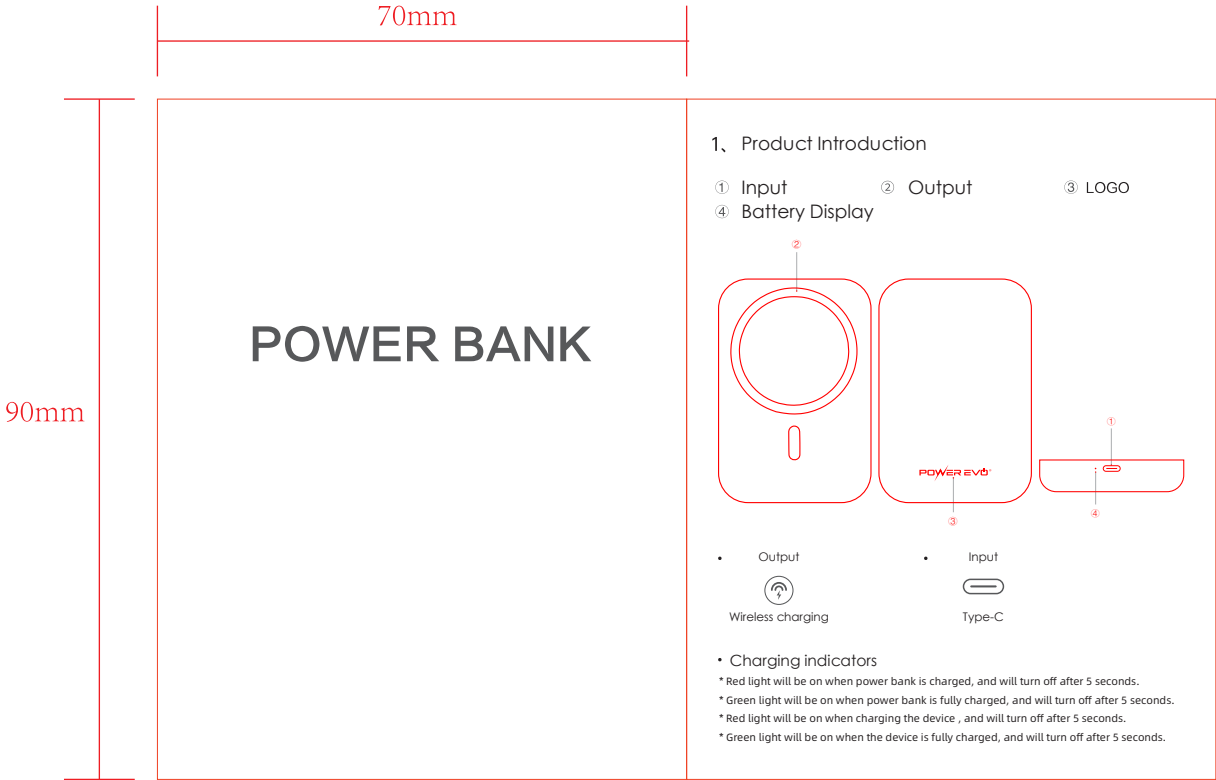 70mm
90mm
POWER BANK
1、 Product Introduction
① Input ② Output ③ LOGO
④ Battery Display
②
POWER EVO
①
③
④
• Output • Input
Wireless charging Type-C
• Charging indicators
* Red light will be on when power bank is charged, and will turn off after 5 seconds.
* Green light will be on when power bank is fully charged, and will turn off after 5 seconds.
* Red light will be on when charging the device , and will turn off after 5 seconds.
* Green light will be on when the device is fully charged, and will turn off after 5 seconds.